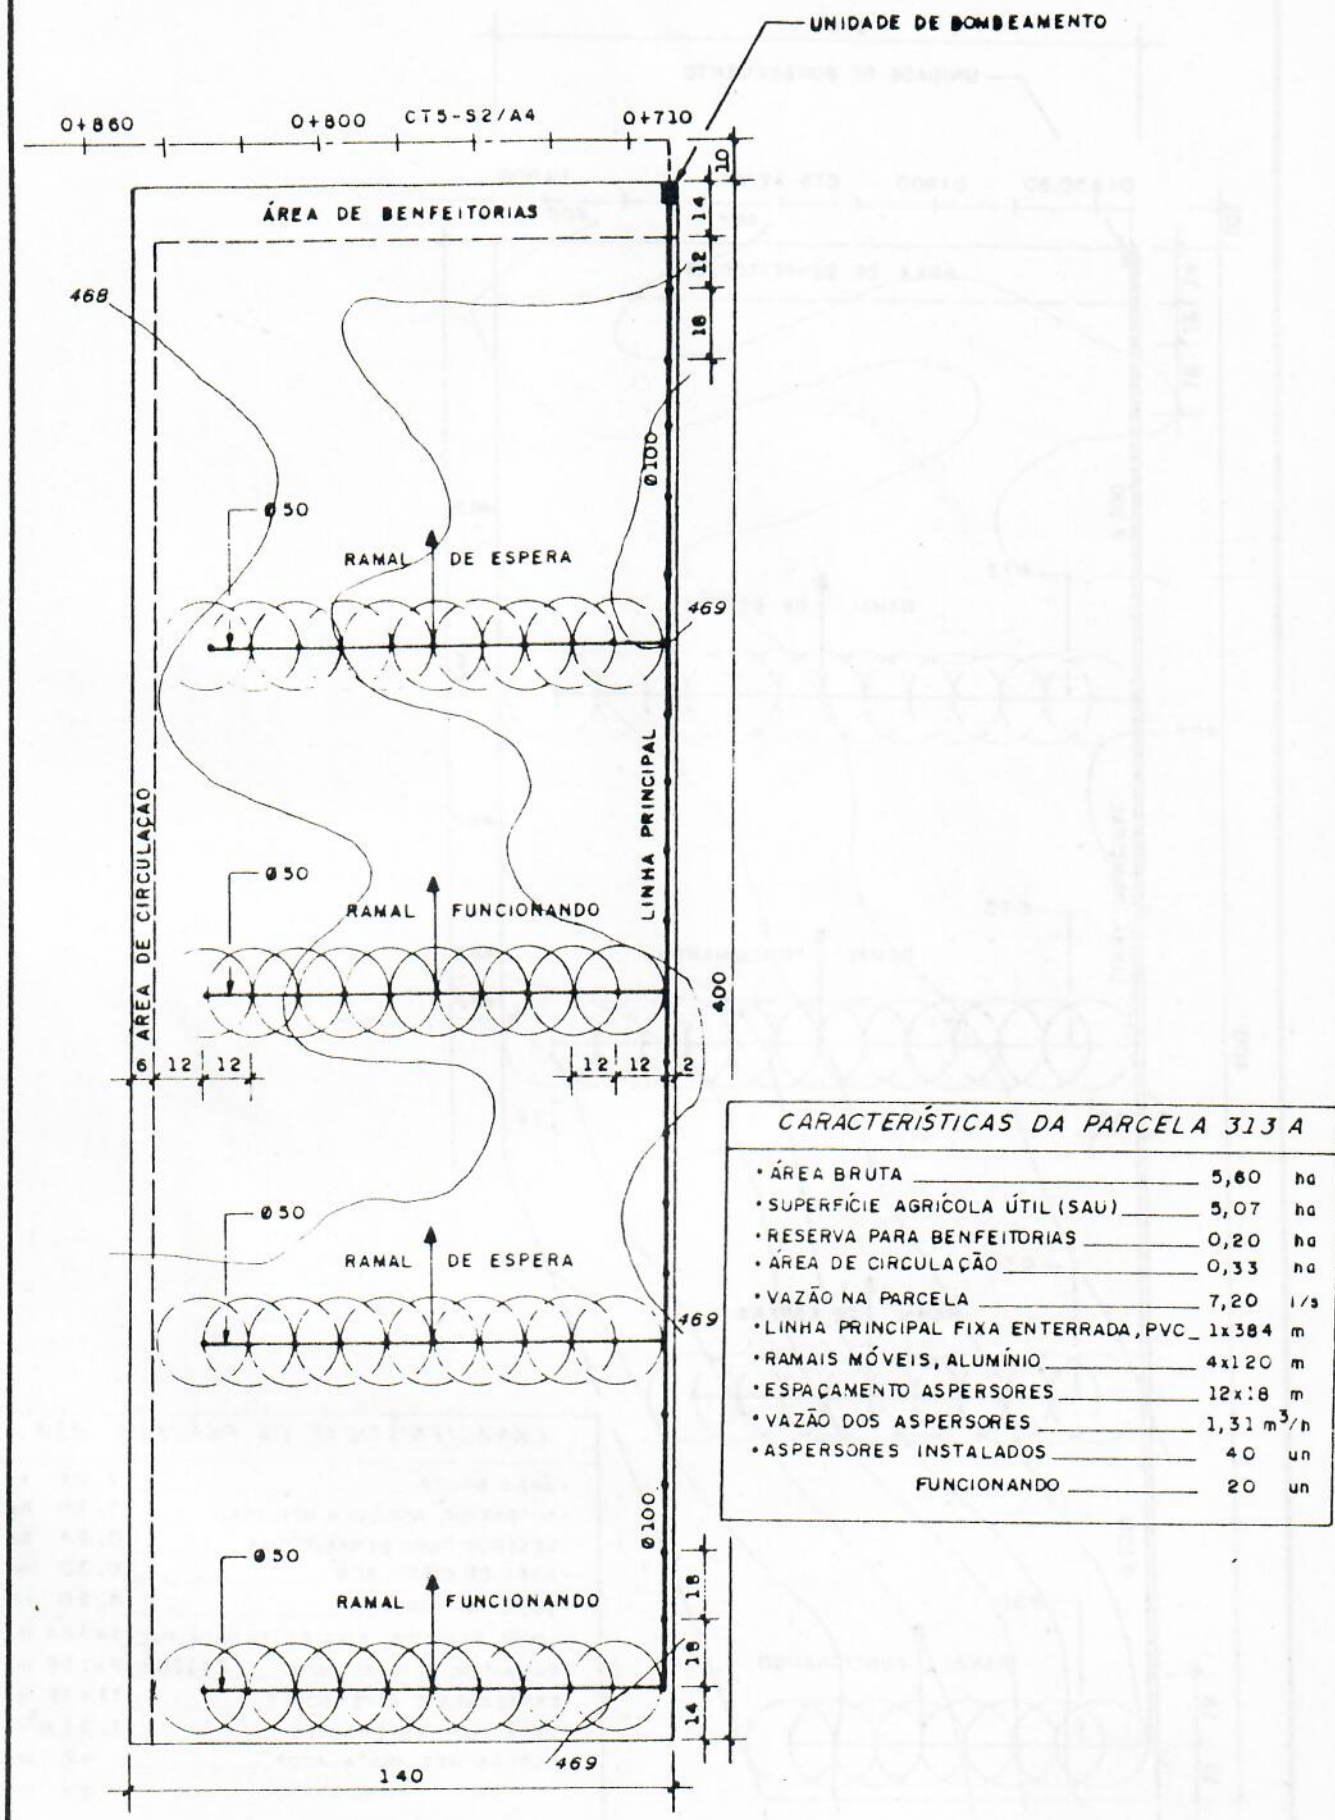 UNIDADE DE BOMBEAMENTO
0+860
0+800
CT5-S2/A4
0+710
10
ÁREA DE BENFEITORIAS
14
12
18
468
Ø100
Ø50
RAMAL DE ESPERA
469
LINHA PRINCIPAL
ÁREA DE CIRCULAÇÃO
Ø50
RAMAL FUNCIONANDO
400
6
12
12
12
12
2
CARACTERÍSTICAS DA PARCELA 313 A
• ÁREA BRUTA 5,60 ha
• SUPERFÍCIE AGRÍCOLA ÚTIL (SAU) 5,07 ha
• RESERVA PARA BENFEITORIAS 0,20 ha
• ÁREA DE CIRCULAÇÃO 0,33 ha
• VAZÃO NA PARCELA 7,20 l/s
• LINHA PRINCIPAL FIXA ENTERRADA, PVC 1x384 m
• RAMAIS MÓVEIS, ALUMÍNIO 4x120 m
• ESPAÇAMENTO ASPERSORES 12x18 m
• VAZÃO DOS ASPERSORES 1,31 m³/h
• ASPERSORES INSTALADOS 40 un
FUNCIONANDO 20 un
Ø50
RAMAL DE ESPERA
469
Ø100
Ø50
RAMAL FUNCIONANDO
18
18
14
469
140